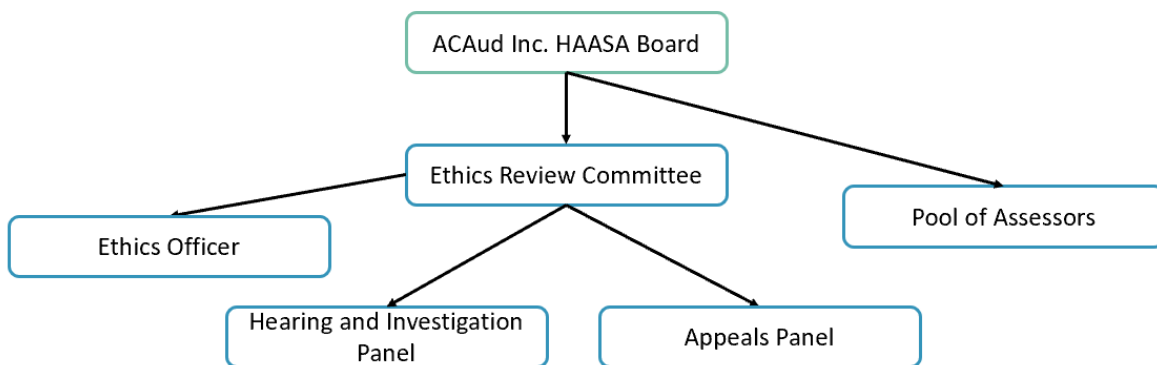 ACAud Inc. HAASA Board
Ethics Review Committee
Pool of Assessors
Ethics Officer
Hearing and Investigation
Panel
Appeals Panel